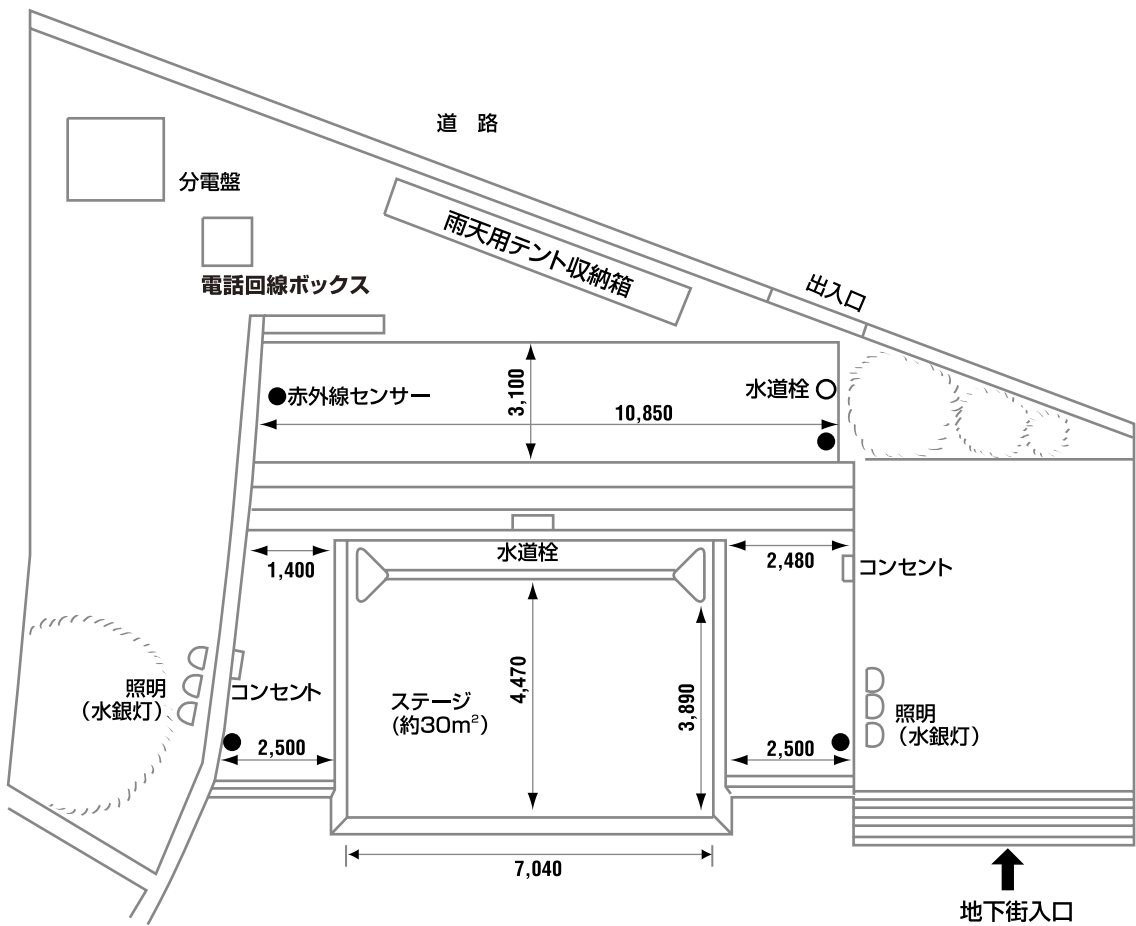 道 路
分電盤
雨天用テント収納箱
電話回線ボックス
出入口
赤外線センサー
3,100
10,850
水道栓
水道栓
1,400
2,480
コンセント
4,470
3,890
ステージ
(約30m²)
コンセント
照明
(水銀灯)
照明
(水銀灯)
2,500
2,500
7,040
地下街入口